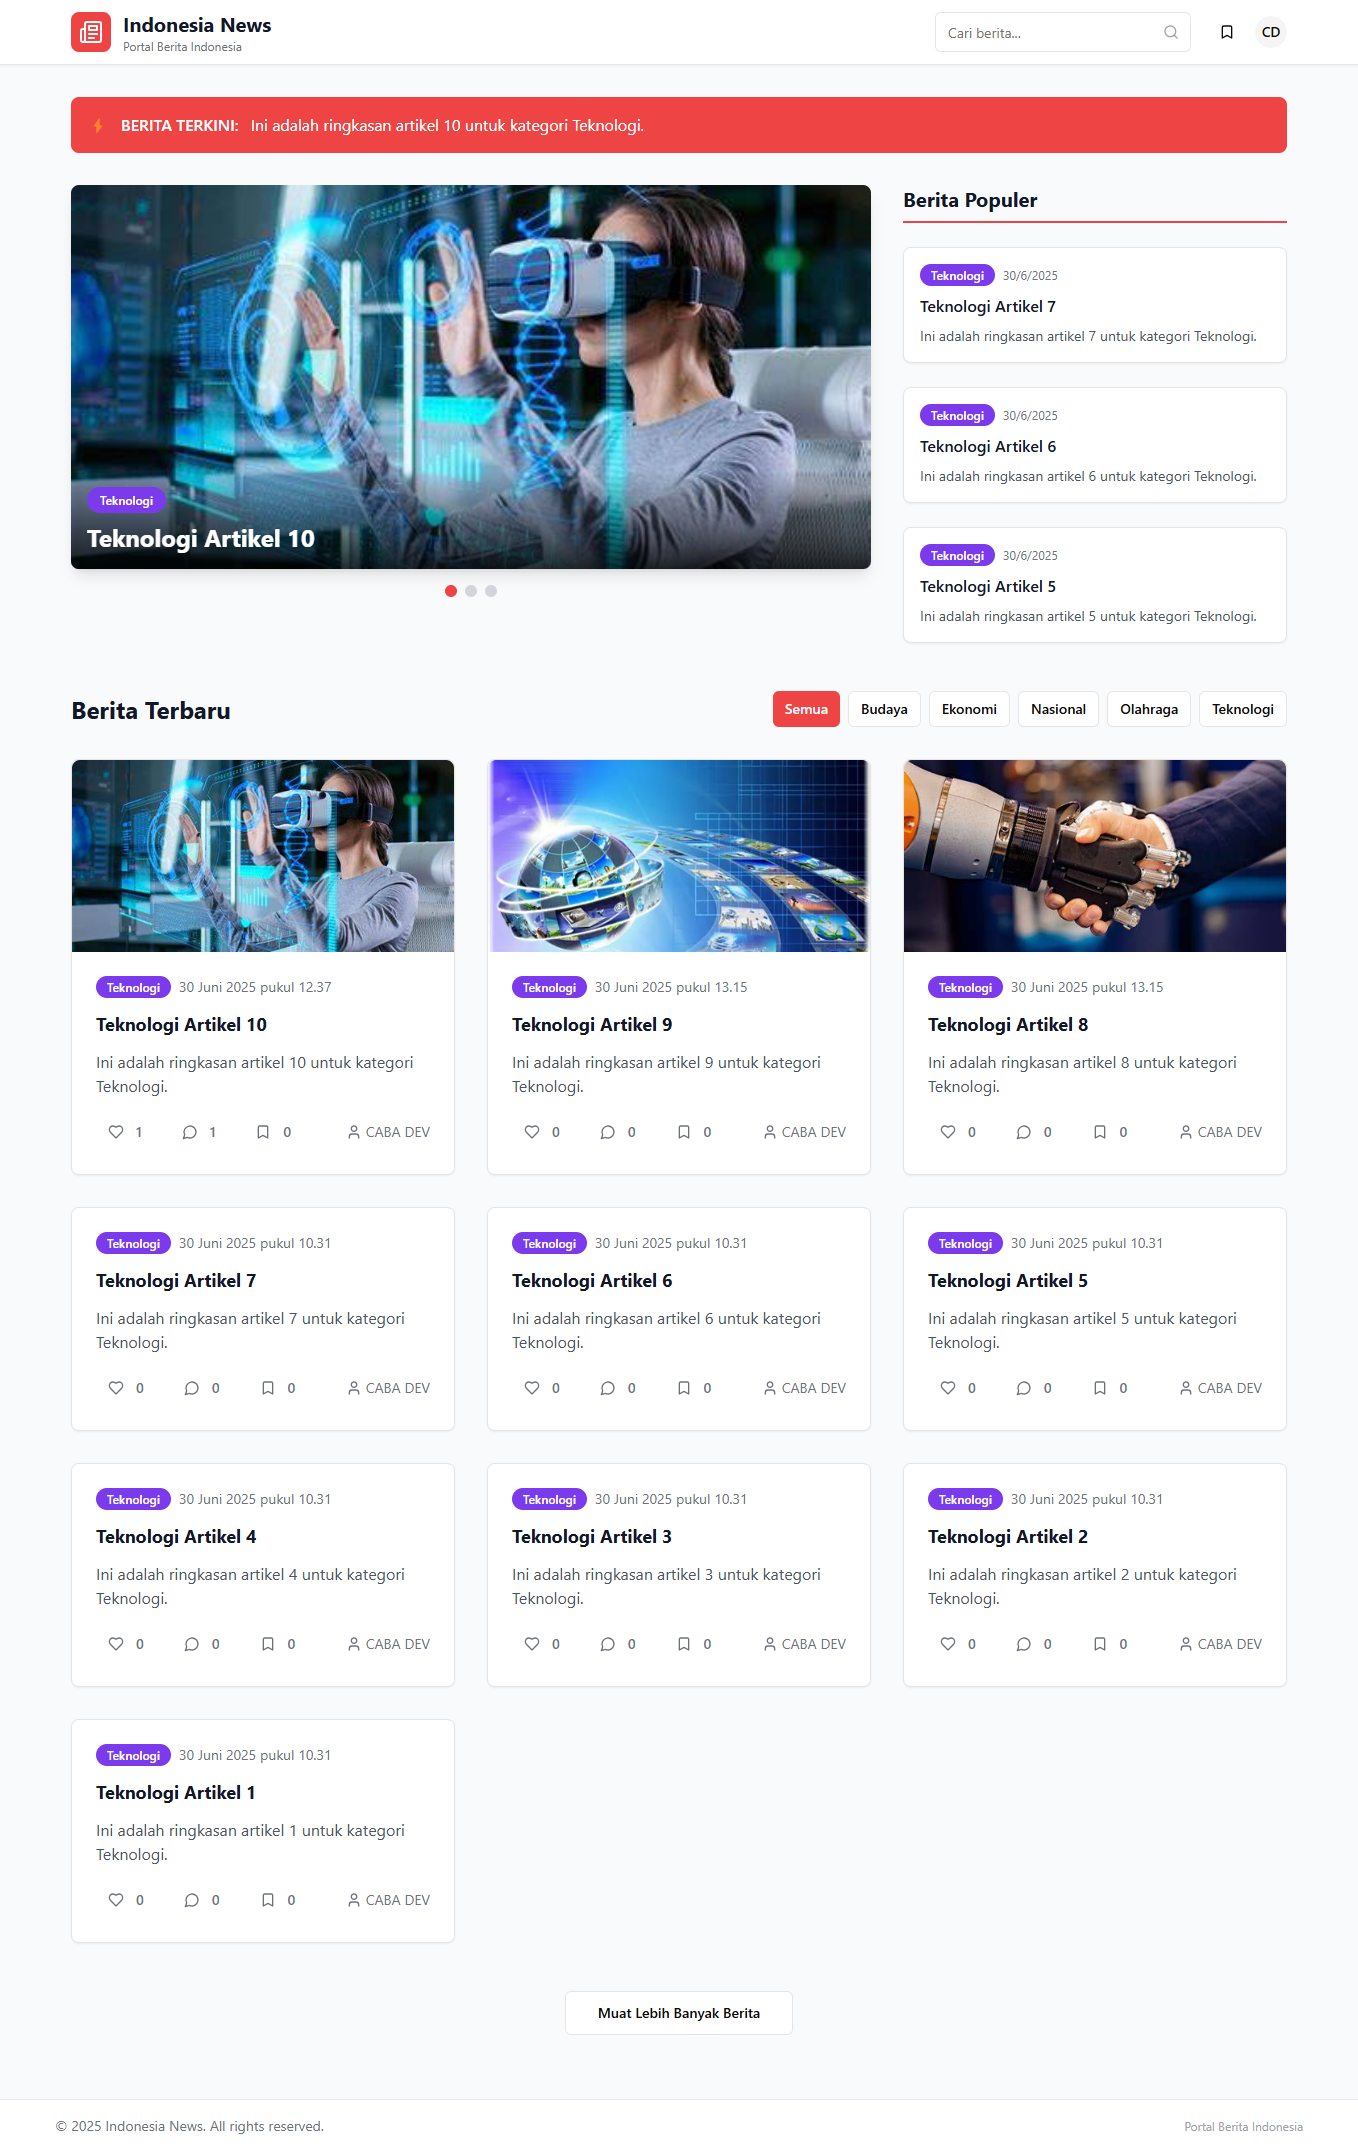 Indonesia News
Portal Berita Indonesia
Cari berita...
CD
BERITA TERKINI: Ini adalah ringkasan artikel 10 untuk kategori Teknologi.
Teknologi
Teknologi Artikel 10
Berita Populer
Teknologi 30/6/2025
Teknologi Artikel 7
Ini adalah ringkasan artikel 7 untuk kategori Teknologi.
Teknologi 30/6/2025
Teknologi Artikel 6
Ini adalah ringkasan artikel 6 untuk kategori Teknologi.
Teknologi 30/6/2025
Teknologi Artikel 5
Ini adalah ringkasan artikel 5 untuk kategori Teknologi.
Berita Terbaru
Semua Budaya Ekonomi Nasional Olahraga Teknologi
Teknologi 30 Juni 2025 pukul 12.37
Teknologi Artikel 10
Ini adalah ringkasan artikel 10 untuk kategori
Teknologi.
1 1 0 CABA DEV
Teknologi 30 Juni 2025 pukul 13.15
Teknologi Artikel 9
Ini adalah ringkasan artikel 9 untuk kategori
Teknologi.
0 0 0 CABA DEV
Teknologi 30 Juni 2025 pukul 13.15
Teknologi Artikel 8
Ini adalah ringkasan artikel 8 untuk kategori
Teknologi.
0 0 0 CABA DEV
Teknologi 30 Juni 2025 pukul 10.31
Teknologi Artikel 7
Ini adalah ringkasan artikel 7 untuk kategori
Teknologi.
0 0 0 CABA DEV
Teknologi 30 Juni 2025 pukul 10.31
Teknologi Artikel 6
Ini adalah ringkasan artikel 6 untuk kategori
Teknologi.
0 0 0 CABA DEV
Teknologi 30 Juni 2025 pukul 10.31
Teknologi Artikel 5
Ini adalah ringkasan artikel 5 untuk kategori
Teknologi.
0 0 0 CABA DEV
Teknologi 30 Juni 2025 pukul 10.31
Teknologi Artikel 4
Ini adalah ringkasan artikel 4 untuk kategori
Teknologi.
0 0 0 CABA DEV
Teknologi 30 Juni 2025 pukul 10.31
Teknologi Artikel 3
Ini adalah ringkasan artikel 3 untuk kategori
Teknologi.
0 0 0 CABA DEV
Teknologi 30 Juni 2025 pukul 10.31
Teknologi Artikel 2
Ini adalah ringkasan artikel 2 untuk kategori
Teknologi.
0 0 0 CABA DEV
Teknologi 30 Juni 2025 pukul 10.31
Teknologi Artikel 1
Ini adalah ringkasan artikel 1 untuk kategori
Teknologi.
0 0 0 CABA DEV
Muat Lebih Banyak Berita
© 2025 Indonesia News. All rights reserved.
Portal Berita Indonesia